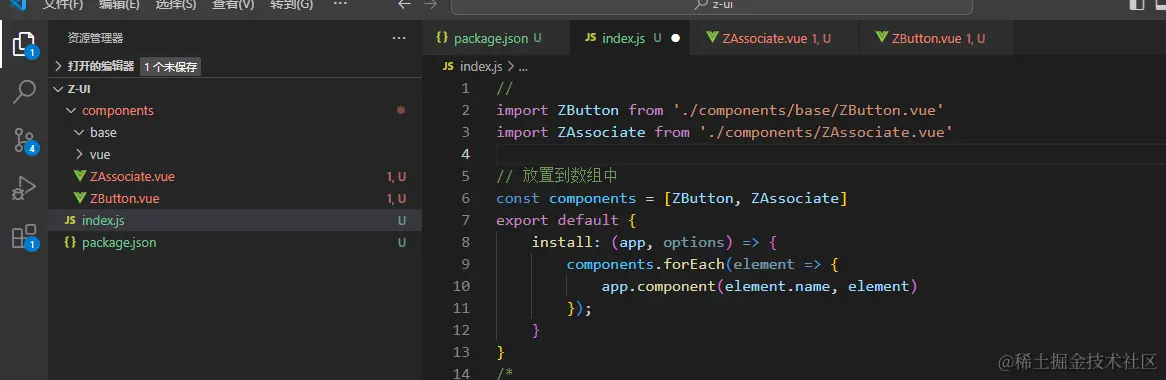 文件(F) 编辑(E) 选择(S) 查看(V) 转到(G) ··· z-ui
资源管理器 ···
打开的编辑器 1 个未保存
Z-UI
components
base
vue
ZAssociate.vue 1, U
ZButton.vue 1, U
index.js U
package.json U
1
4
1
package.json U
index.js U
ZAssociate.vue 1, U
ZButton.vue 1, U
JS index.js > ...
1 //
2 import ZButton from './components/base/ZButton.vue'
3 import ZAssociate from './components/ZAssociate.vue'
4
5 // 放置到数组中
6 const components = [ZButton, ZAssociate]
7 export default {
8 install: (app, options) => {
9 components.forEach(element => {
10 app.component(element.name, element)
11 });
12 }
13 }
14 /*
@稀土掘金技术社区